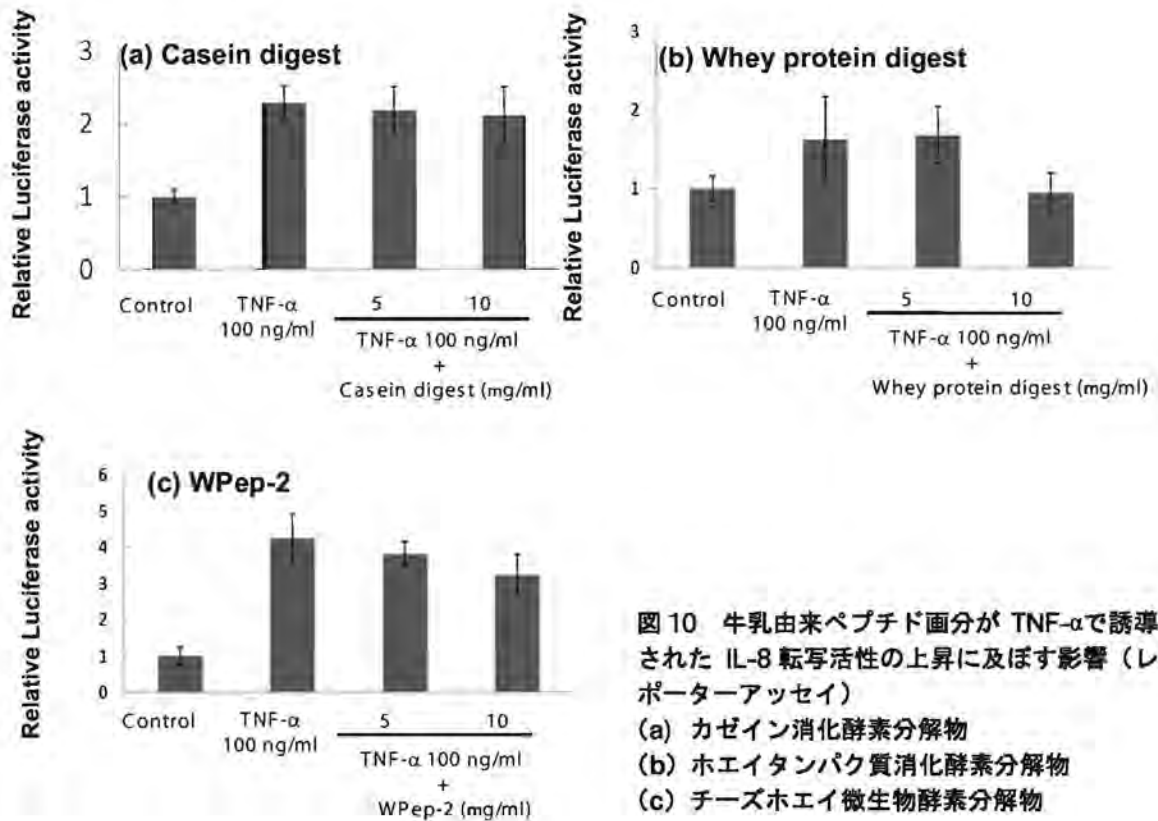 (a) Casein digest
Relative Luciferase activity
3
2
1
0
Control
TNF-α
100 ng/ml
5
10
TNF-α 100 ng/ml
+
Casein digest (mg/ml)
(b) Whey protein digest
Relative Luciferase activity
3
2
1
0
Control
TNF-α
100 ng/ml
5
10
TNF-α 100 ng/ml
+
Whey protein digest (mg/ml)
(c) WPep-2
Relative Luciferase activity
6
5
4
3
2
1
0
Control
TNF-α
100 ng/ml
5
10
TNF-α 100 ng/ml
+
WPep-2 (mg/ml)
図 10 牛乳由来ペプチド画分が TNF-αで誘導
された IL-8 転写活性の上昇に及ぼす影響（レ
ポーターアッセイ）
(a) カゼイン消化酵素分解物
(b) ホエイタンパク質消化酵素分解物
(c) チーズホエイ微生物酵素分解物